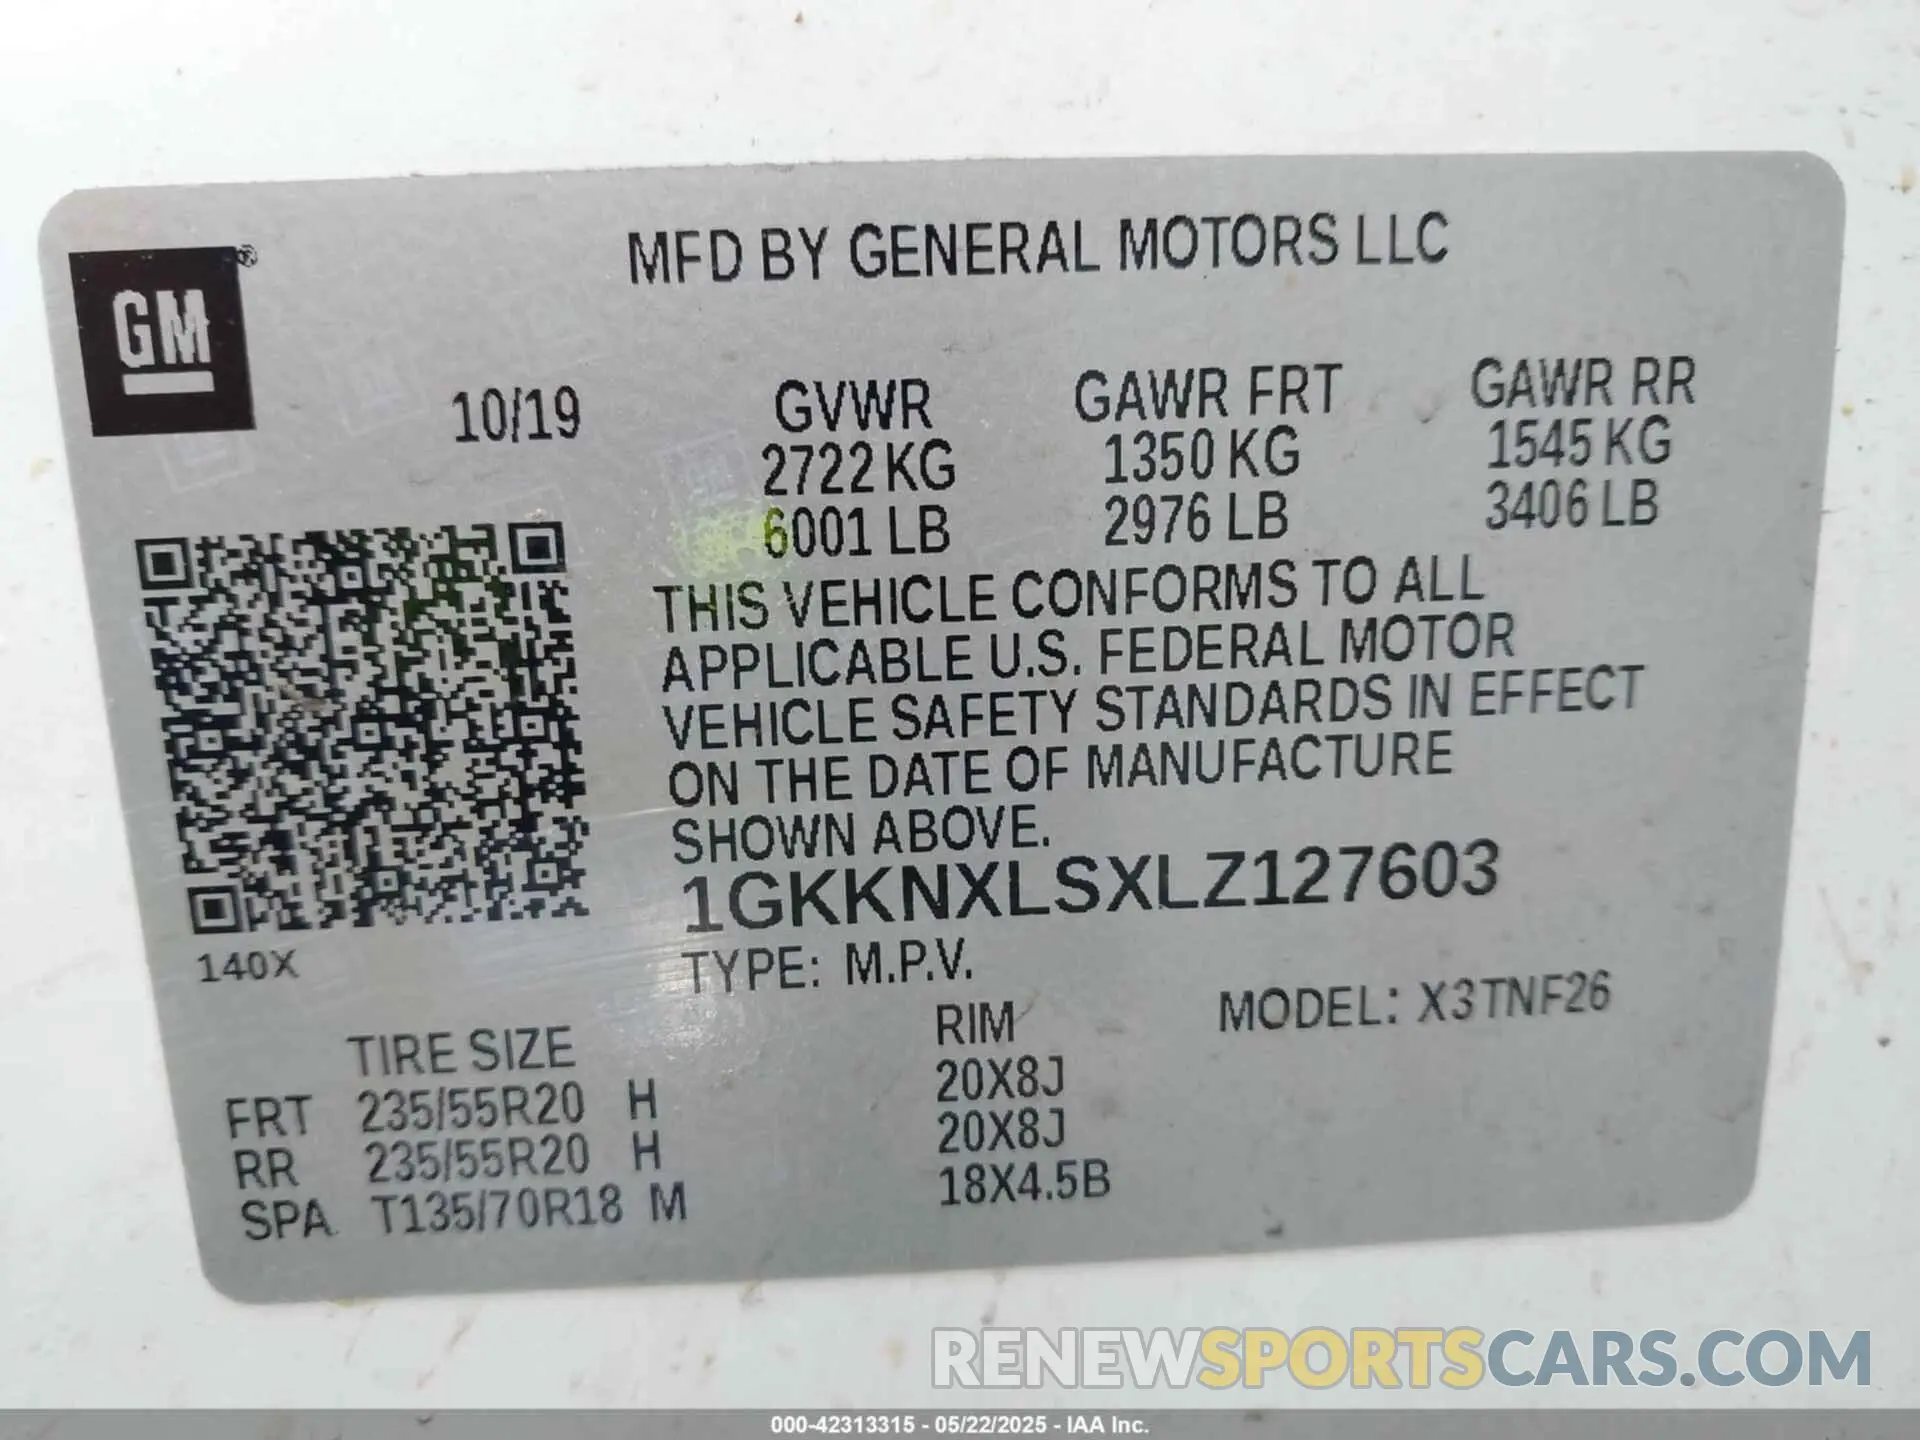 MFD BY GENERAL MOTORS LLC
GM®
10/19 GVWR GAWR FRT GAWR RR
2722 KG 1350 KG 1545 KG
6001 LB 2976 LB 3406 LB
THIS VEHICLE CONFORMS TO ALL
APPLICABLE U.S. FEDERAL MOTOR
VEHICLE SAFETY STANDARDS IN EFFECT
ON THE DATE OF MANUFACTURE
SHOWN ABOVE.
1GKKNXLSXLZ127603
140X
TYPE: M.P.V.
MODEL: X3TNF26
TIRE SIZE RIM
FRT 235/55R20 H 20X8J
RR 235/55R20 H 20X8J
SPA T135/70R18 M 18X4.5B
RENEWSPORTSCARS.COM
000-42313315 - 05/22/2025 - IAA Inc.